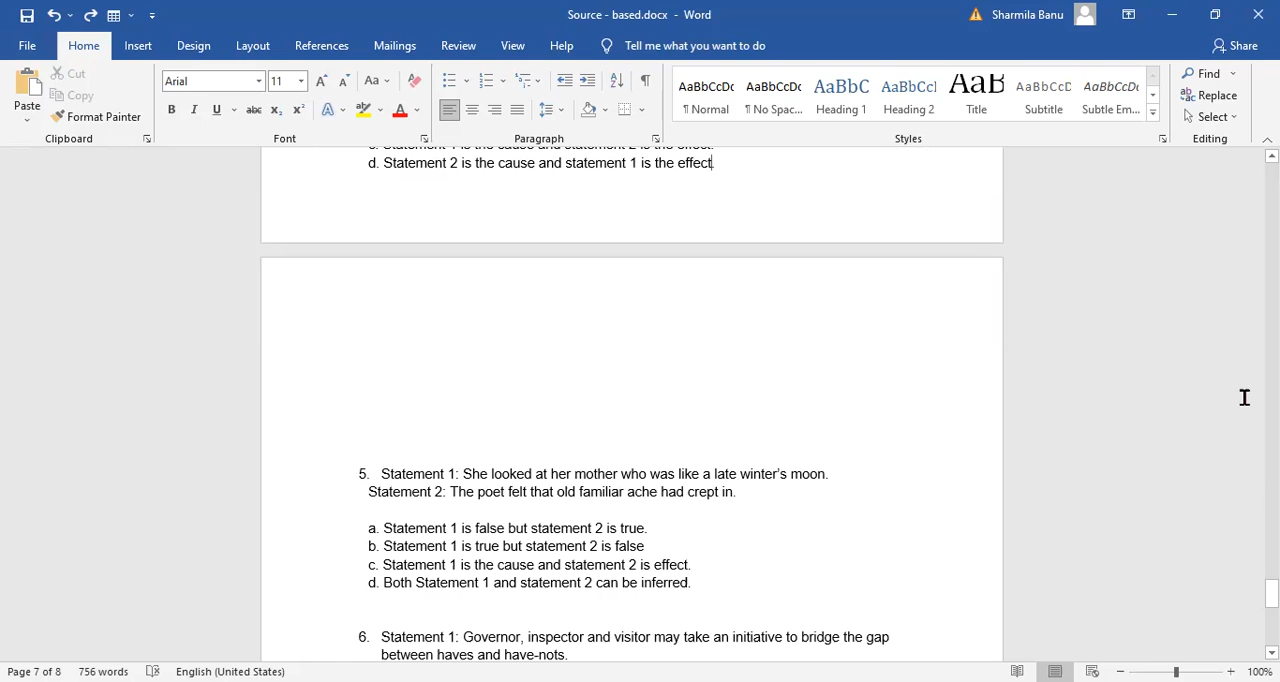 Source - based.docx - Word
Sharmila Banu
File Home Insert Design Layout References Mailings Review View Help Tell me what you want to do Share
Paste Cut Copy Format Painter Clipboard
Arial 11 Font
Paragraph
AaBbCcDc ¶ Normal
AaBbCcDc ¶ No Spac...
AaBbC Heading 1
AaBbCcI Heading 2
AaB Title
AaBbCcD Subtitle
AaBbCcDt Subtle Em...
Styles
Find Replace Select Editing
c. Statement 1 is the cause and statement 2 is the effect.
d. Statement 2 is the cause and statement 1 is the effect.
5. Statement 1: She looked at her mother who was like a late winter’s moon.
Statement 2: The poet felt that old familiar ache had crept in.
a. Statement 1 is false but statement 2 is true.
b. Statement 1 is true but statement 2 is false
c. Statement 1 is the cause and statement 2 is effect.
d. Both Statement 1 and statement 2 can be inferred.
6. Statement 1: Governor, inspector and visitor may take an initiative to bridge the gap
between haves and have-nots.
Page 7 of 8 756 words English (United States) 100%